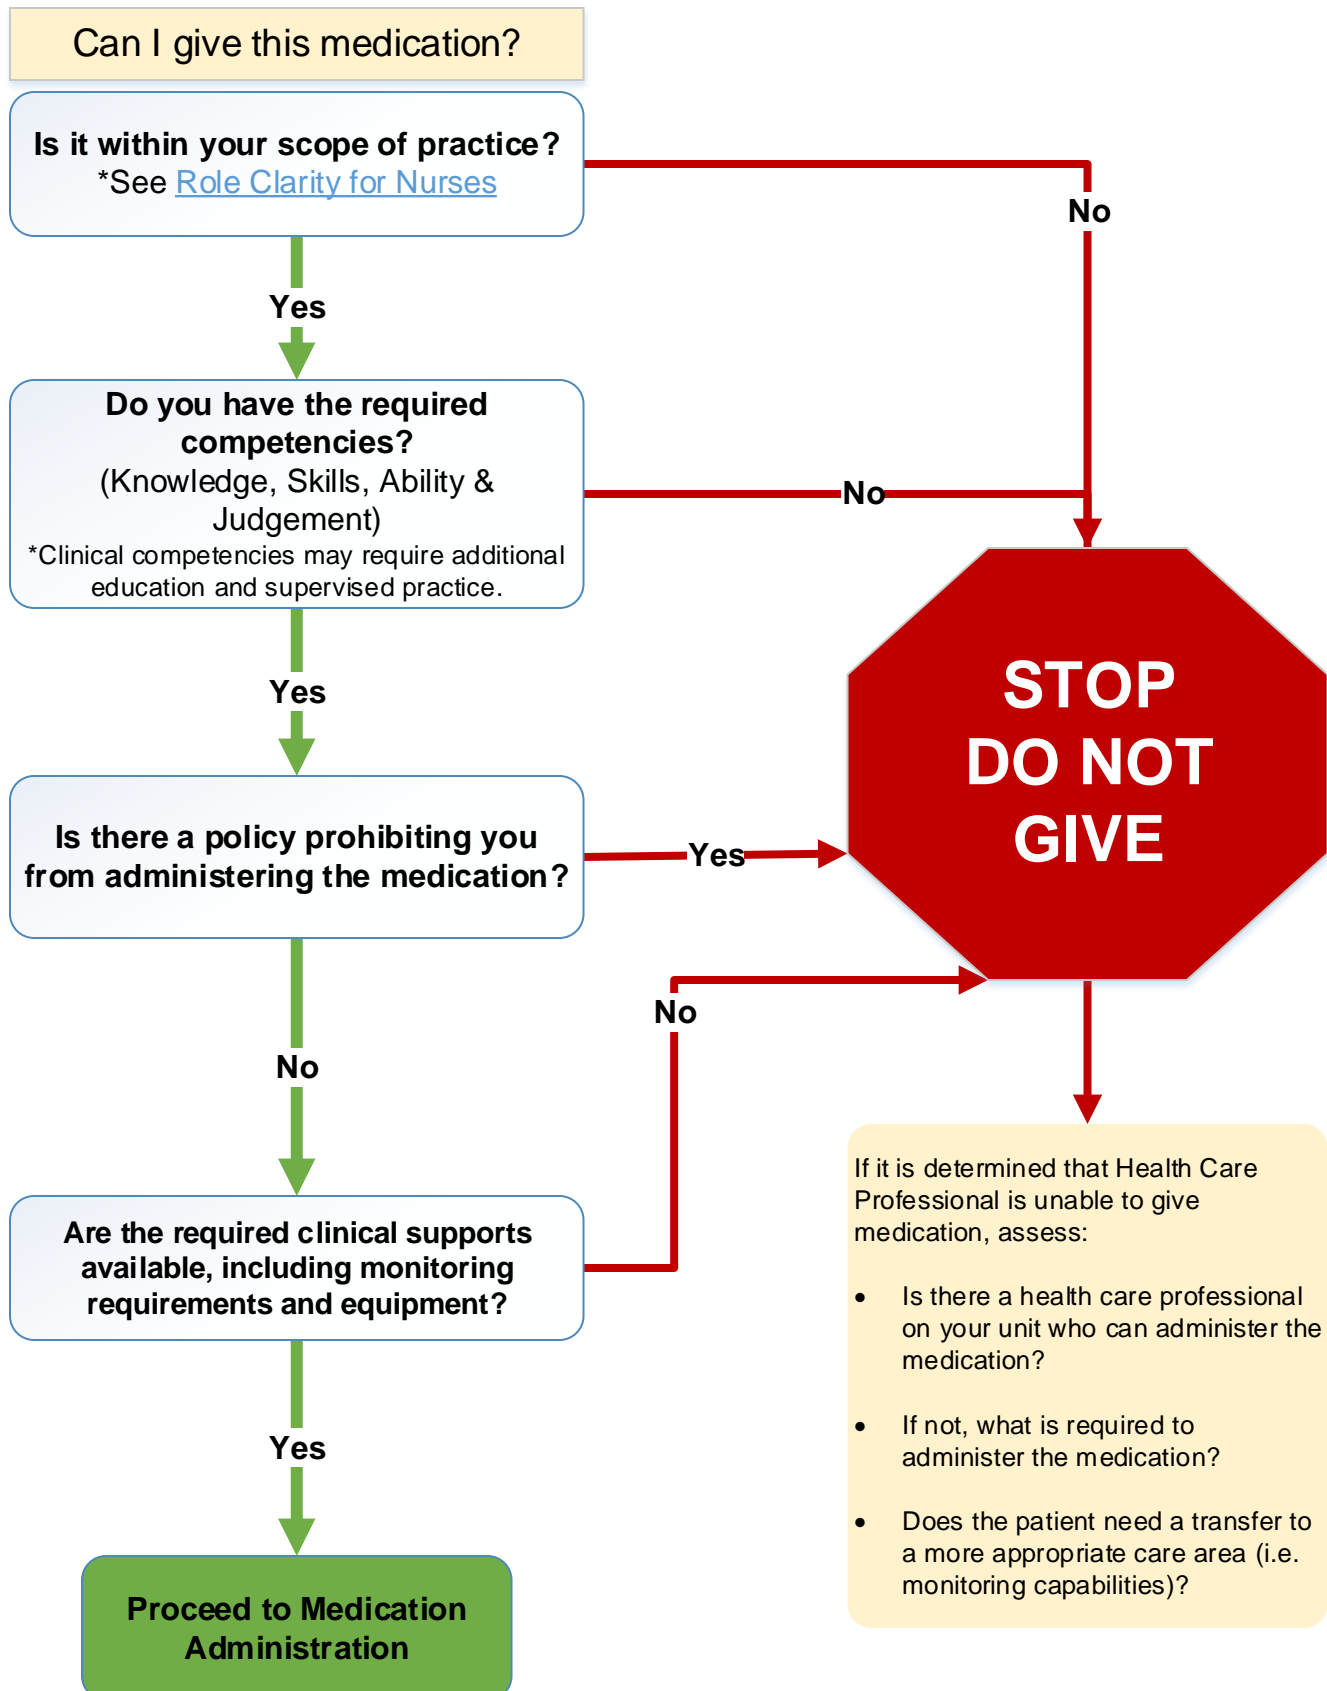 Can I give this medication?
Is it within your scope of practice?
*See Role Clarity for Nurses
No
Yes
Do you have the required
competencies?
(Knowledge, Skills, Ability &
Judgement)
*Clinical competencies may require additional
education and supervised practice.
No
Yes
STOP
DO NOT
GIVE
Is there a policy prohibiting you
from administering the medication?
Yes
No
No
Are the required clinical supports
available, including monitoring
requirements and equipment?
Yes
Proceed to Medication
Administration
If it is determined that Health Care
Professional is unable to give
medication, assess:
• Is there a health care professional
on your unit who can administer the
medication?
• If not, what is required to
administer the medication?
• Does the patient need a transfer to
a more appropriate care area (i.e.
monitoring capabilities)?